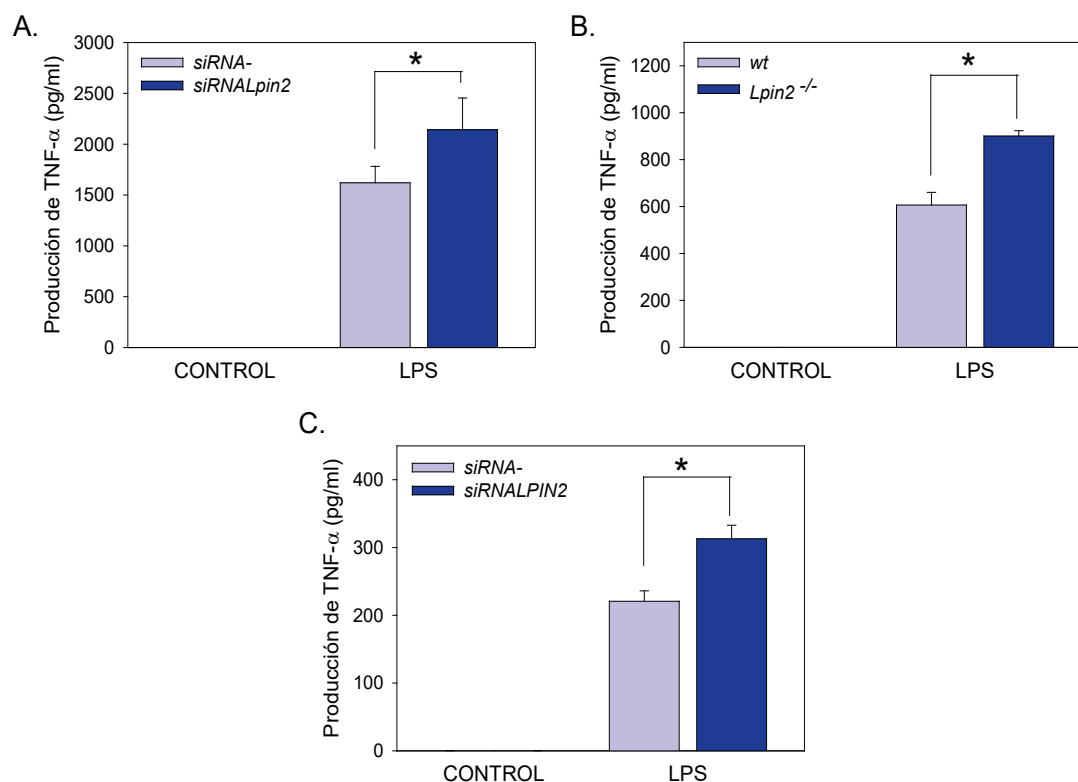 A.
Producción de TNF-α (pg/ml)
3000
2500
2000
1500
1000
500
0
siRNA-
siRNALpin2
*
CONTROL LPS
B.
Producción de TNF-α (pg/ml)
1200
1000
800
600
400
200
0
wt
Lpin2 -/-
*
CONTROL LPS
C.
Producción de TNF-α (pg/ml)
400
300
200
100
0
siRNA-
siRNALPIN2
*
CONTROL LPS